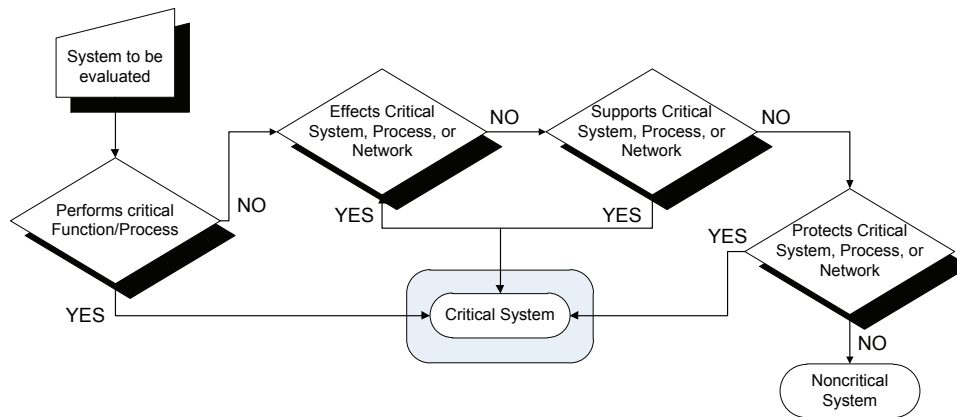 System to be
evaluated
Performs critical
Function/Process
NO
YES
Effects Critical
System, Process, or
Network
NO
YES
Supports Critical
System, Process, or
Network
NO
YES
Protects Critical
System, Process, or
Network
YES
NO
Critical System
Noncritical
System